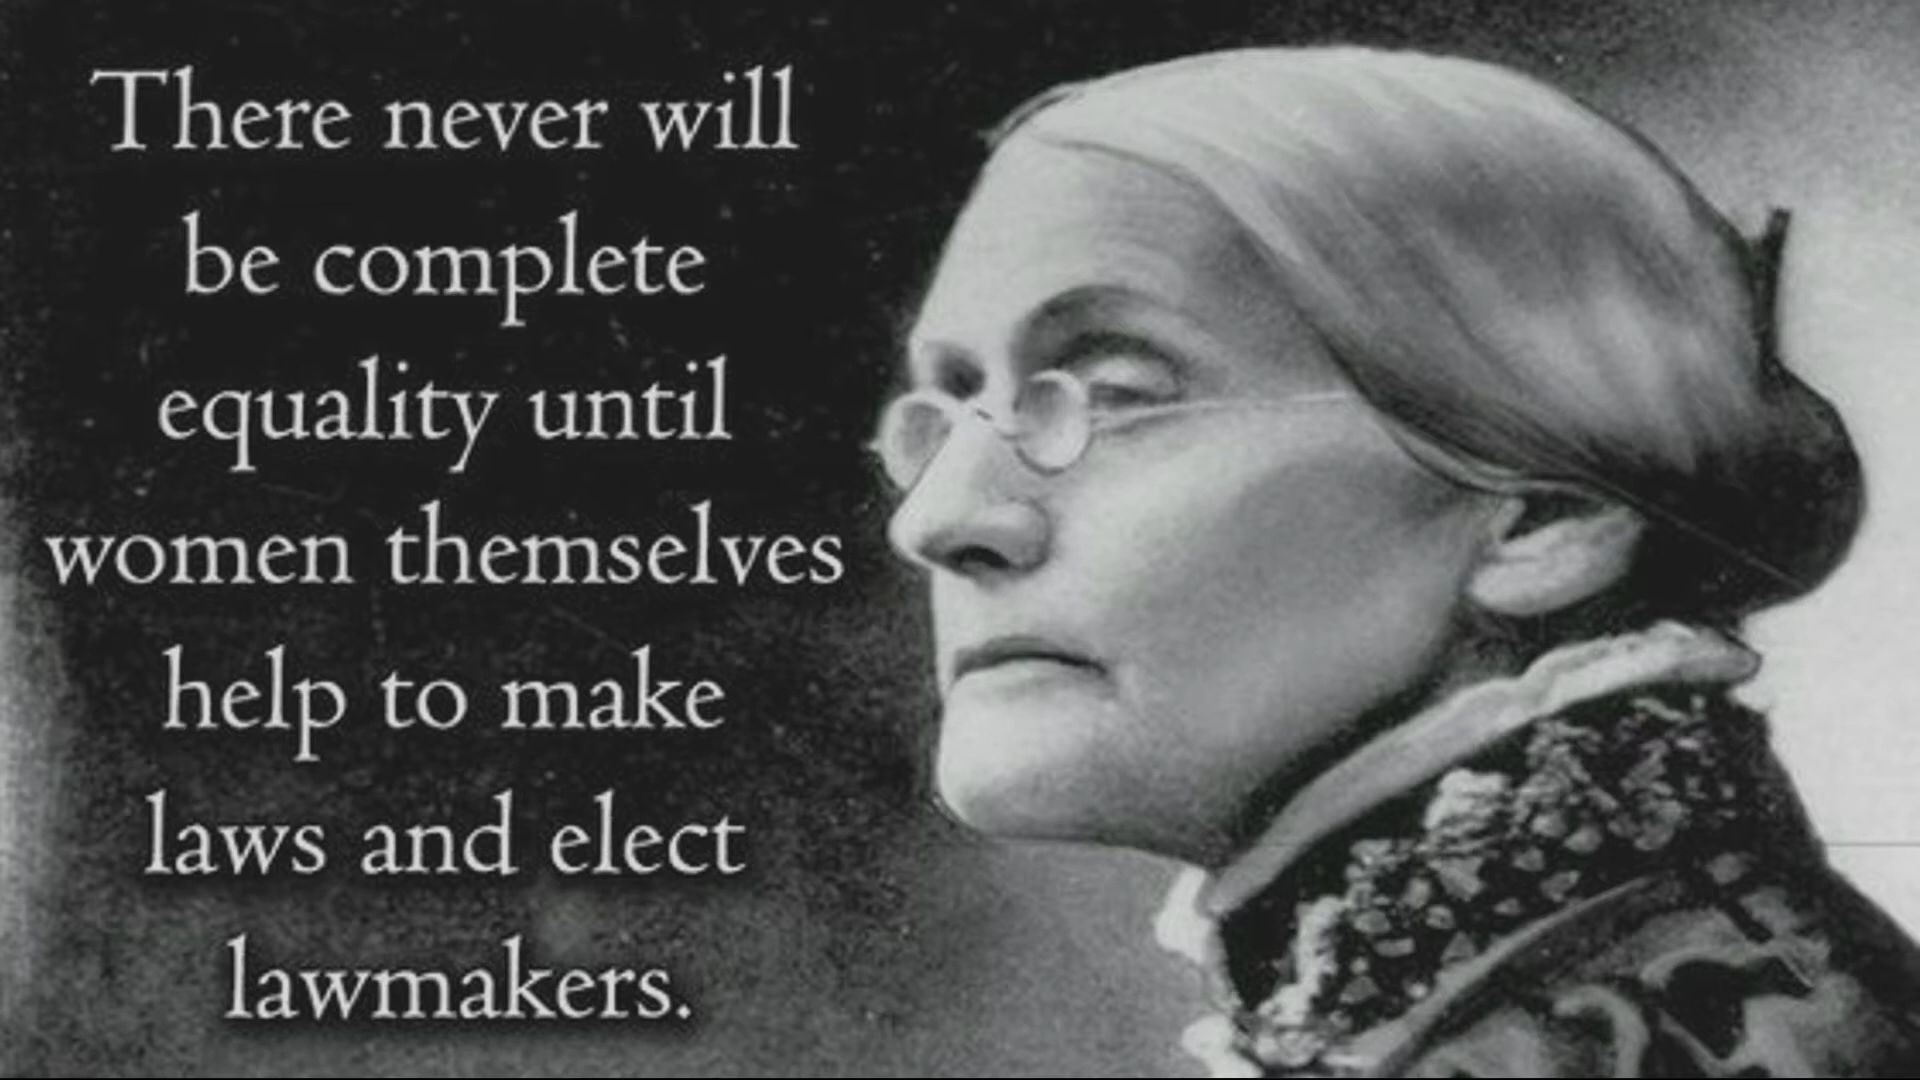 There never will
be complete
equality until
women themselves
help to make
laws and elect
lawmakers.